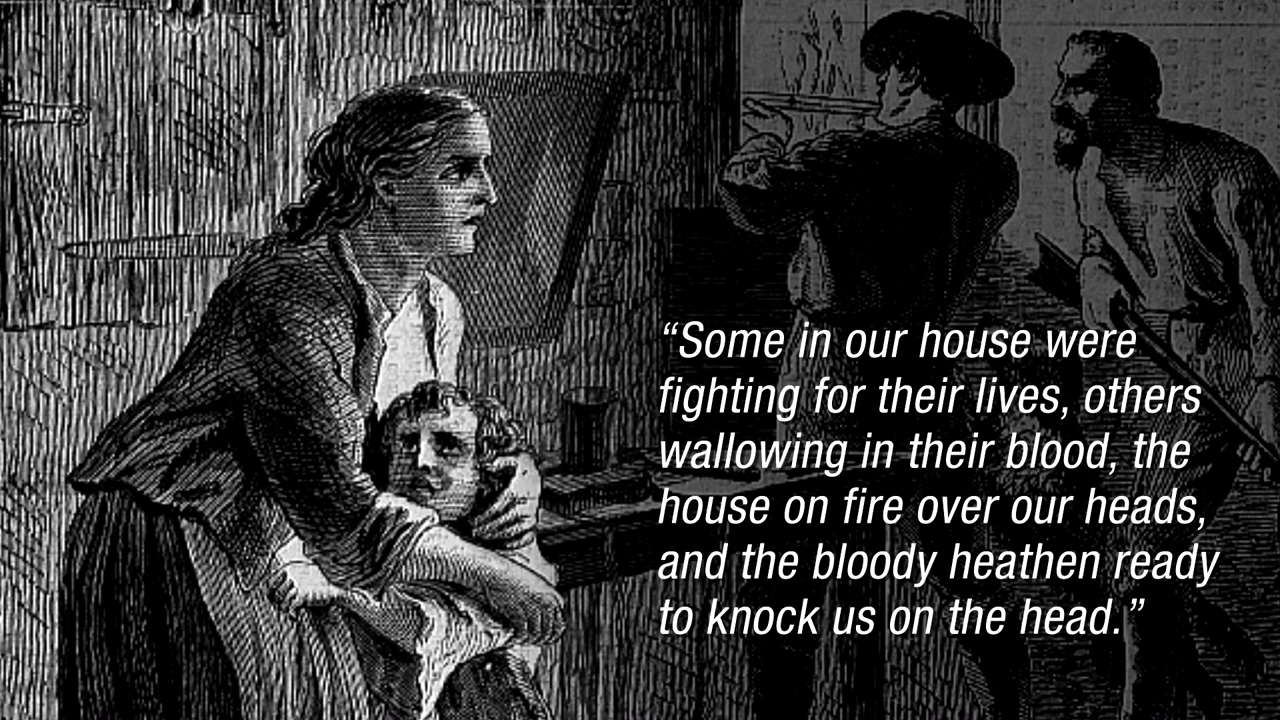 “Some in our house were
fighting for their lives, others
wallowing in their blood, the
house on fire over our heads,
and the bloody heathen ready
to knock us on the head.”